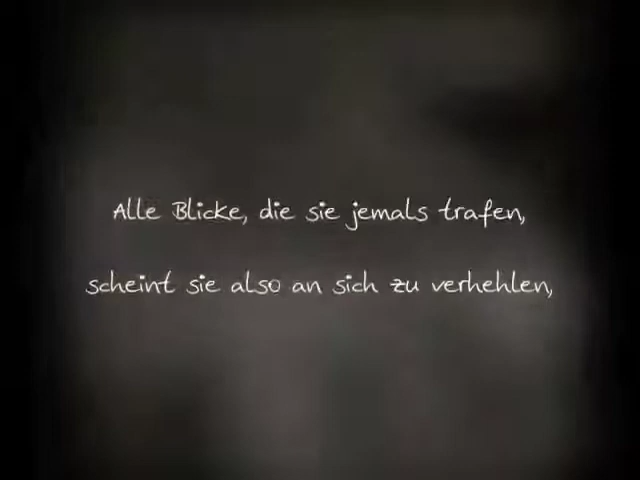 Alle Blicke, die sie jemals trafen,
scheint sie also an sich zu verhehlen,